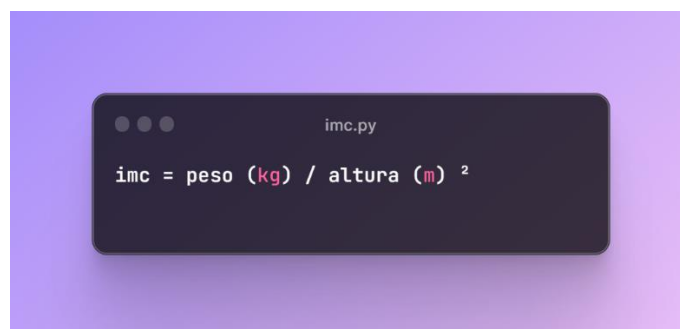 imc.py
imc = peso (kg) / altura (m) ²